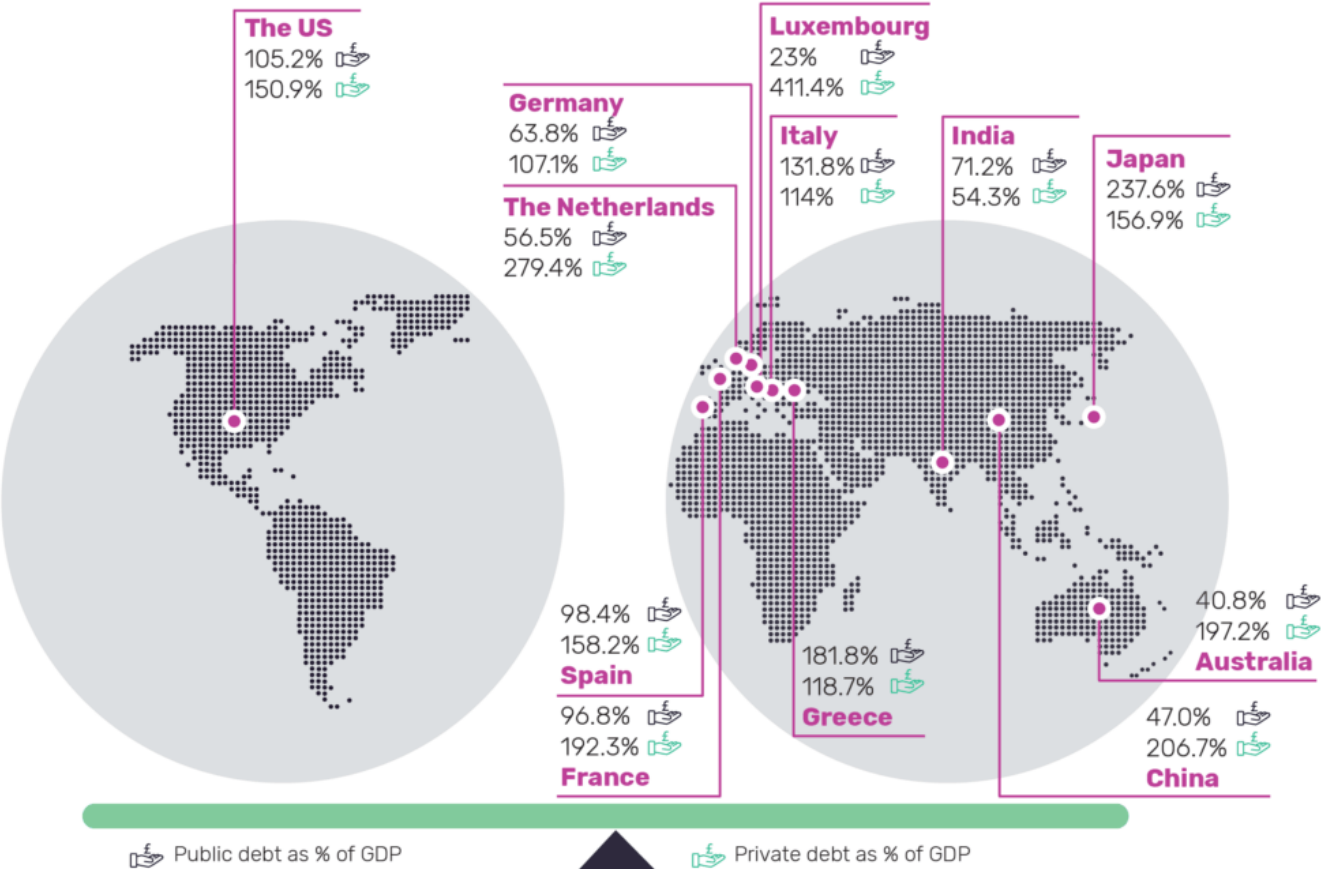 The US
105.2%
150.9%
Luxembourg
23%
411.4%
Germany
63.8%
107.1%
Italy
131.8%
114%
India
71.2%
54.3%
Japan
237.6%
156.9%
The Netherlands
56.5%
279.4%
98.4%
158.2%
Spain
96.8%
192.3%
France
181.8%
118.7%
Greece
40.8%
197.2%
Australia
47.0%
206.7%
China
Public debt as % of GDP
Private debt as % of GDP